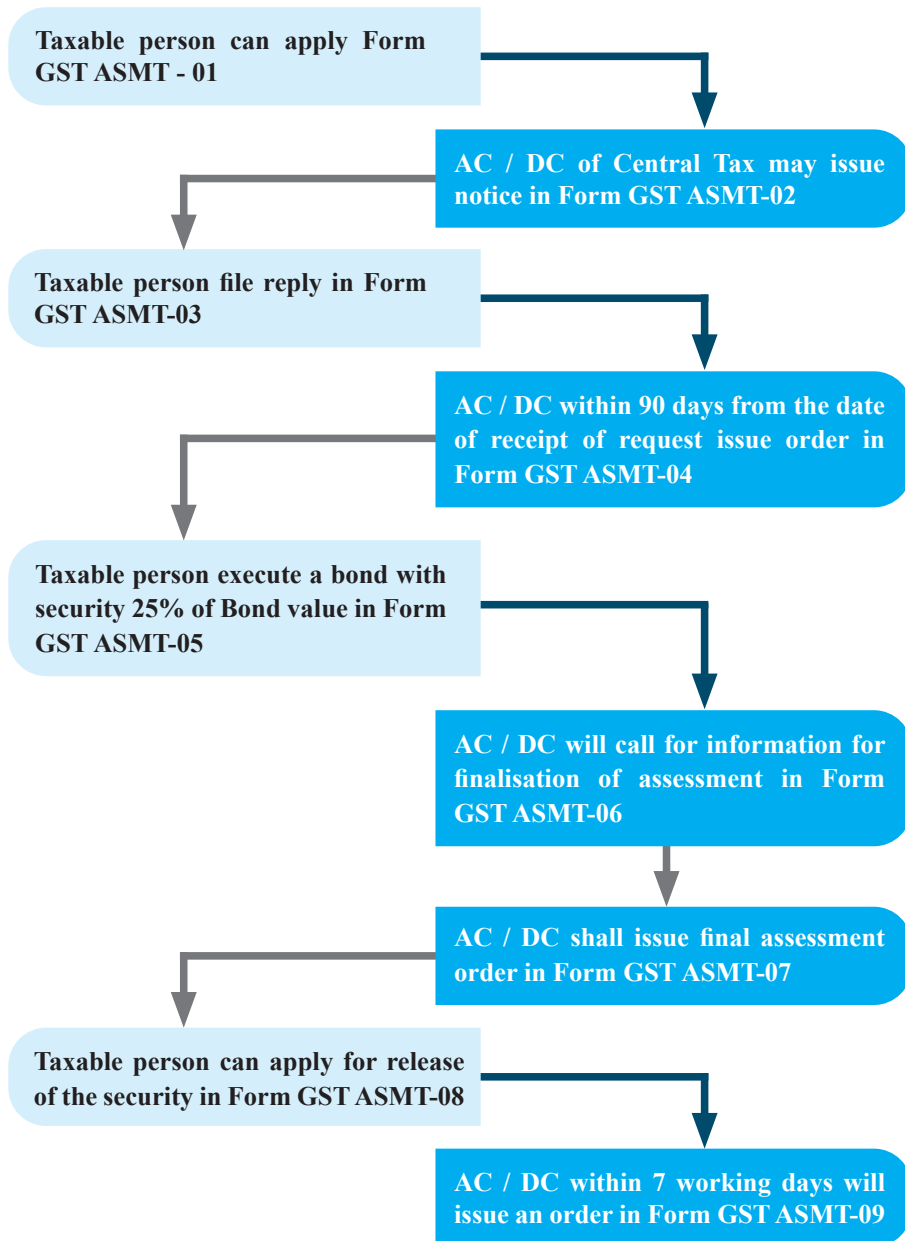 Taxable person can apply Form
GST ASMT - 01
AC / DC of Central Tax may issue
notice in Form GST ASMT-02
Taxable person file reply in Form
GST ASMT-03
AC / DC within 90 days from the date
of receipt of request issue order in
Form GST ASMT-04
Taxable person execute a bond with
security 25% of Bond value in Form
GST ASMT-05
AC / DC will call for information for
finalisation of assessment in Form
GST ASMT-06
AC / DC shall issue final assessment
order in Form GST ASMT-07
Taxable person can apply for release
of the security in Form GST ASMT-08
AC / DC within 7 working days will
issue an order in Form GST ASMT-09